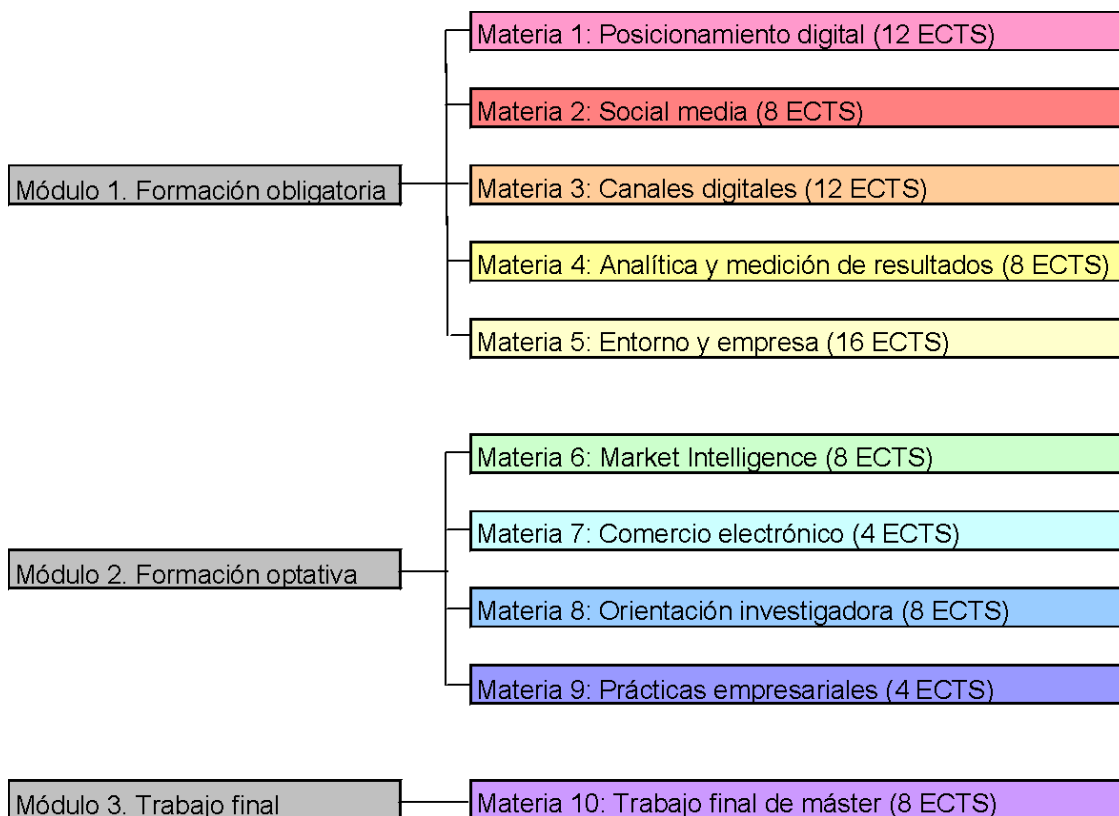 Materia 1: Posicionamiento digital (12 ECTS)
Materia 2: Social media (8 ECTS)
Módulo 1. Formación obligatoria
Materia 3: Canales digitales (12 ECTS)
Materia 4: Analítica y medición de resultados (8 ECTS)
Materia 5: Entorno y empresa (16 ECTS)
Materia 6: Market Intelligence (8 ECTS)
Materia 7: Comercio electrónico (4 ECTS)
Módulo 2. Formación optativa
Materia 8: Orientación investigadora (8 ECTS)
Materia 9: Prácticas empresariales (4 ECTS)
Módulo 3. Trabajo final
Materia 10: Trabajo final de máster (8 ECTS)